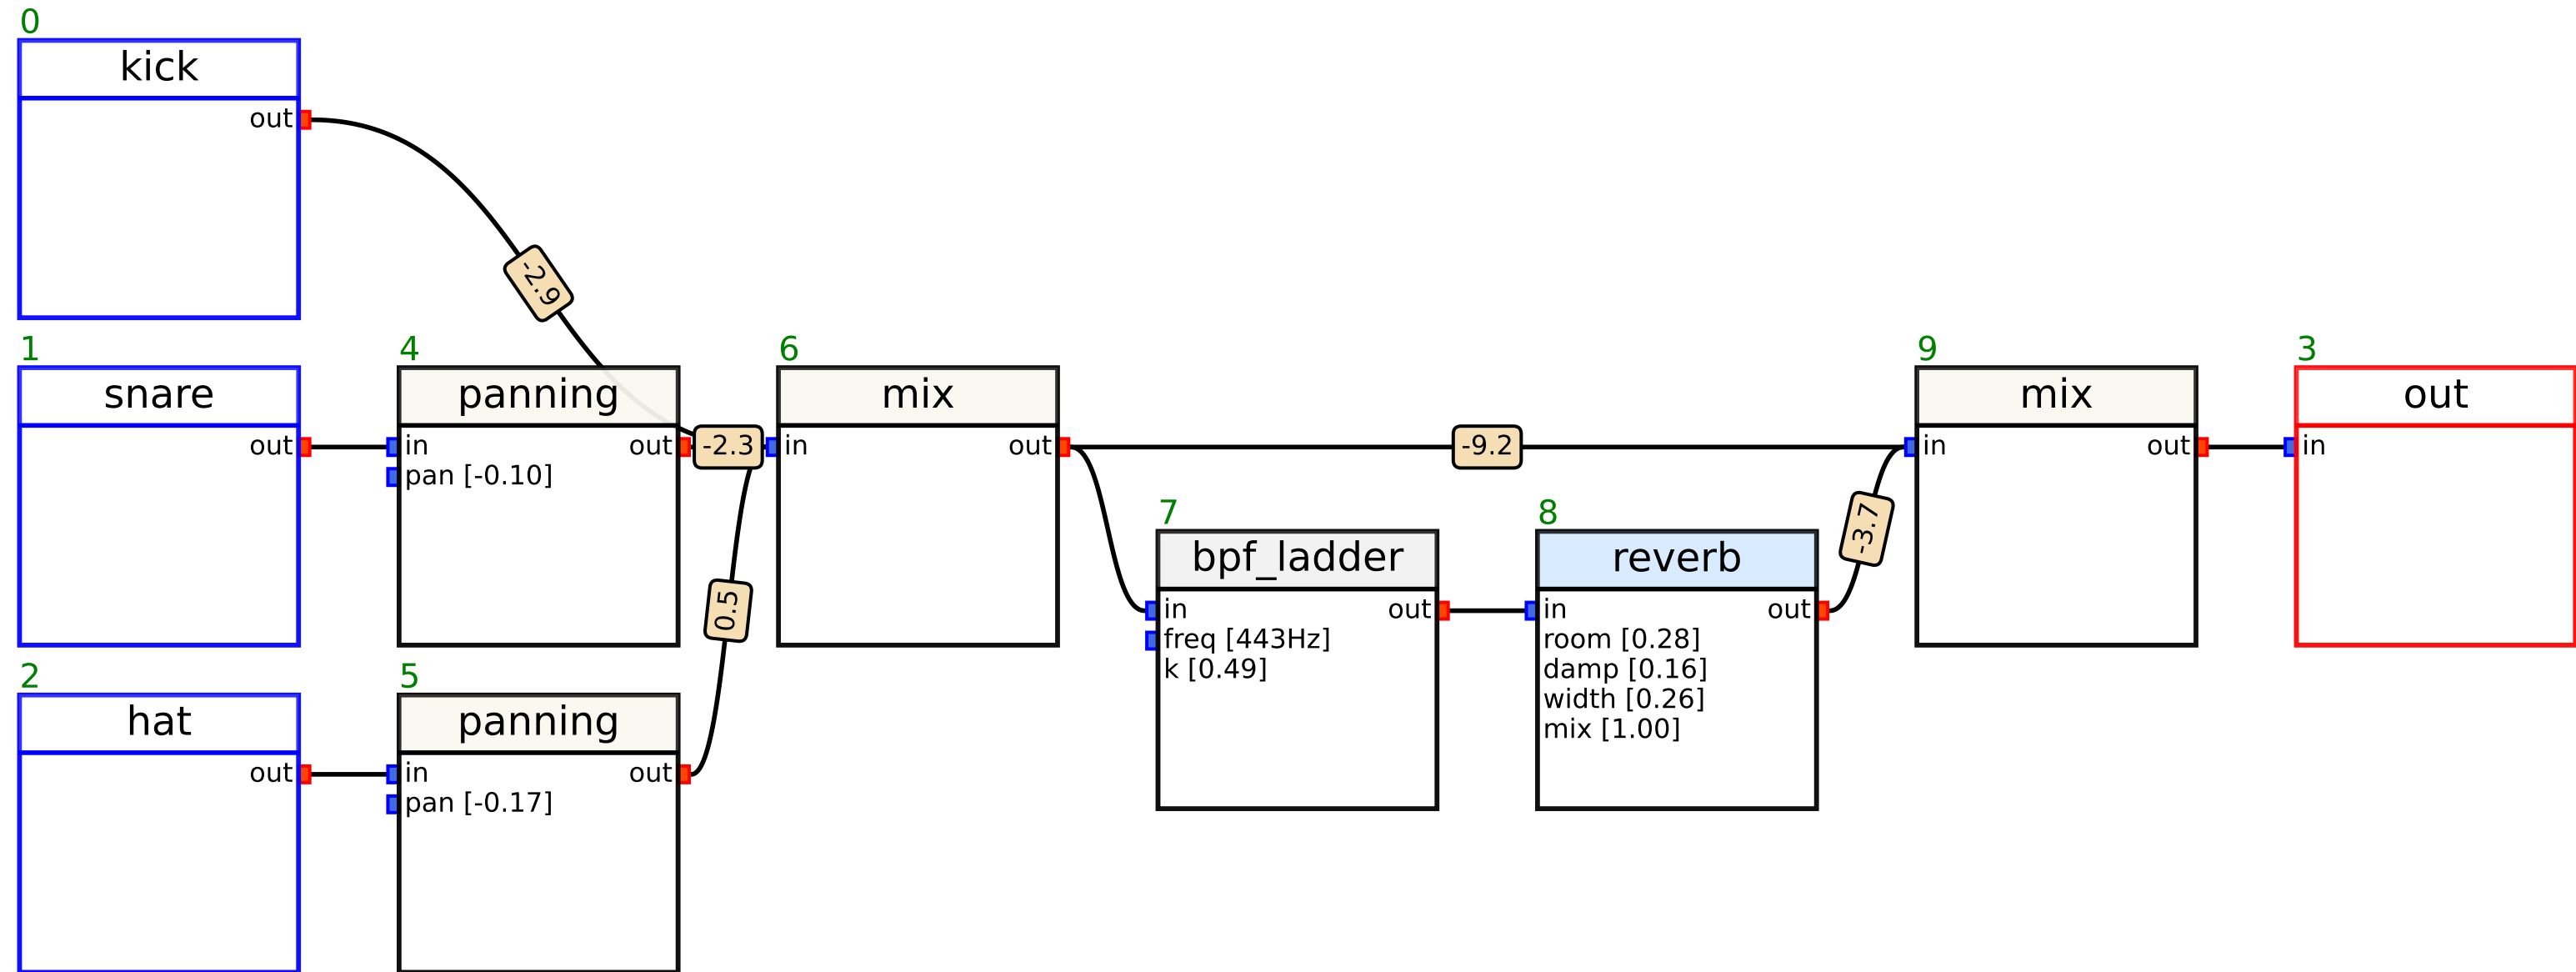 0
kick
out
-2.9
1
snare
out
4
panning
in
out
pan [-0.10]
-2.3
6
mix
in
out
-9.2
9
mix
in
out
3
out
in
7
bpf_ladder
in
out
freq [443Hz]
k [0.49]
8
reverb
in
out
room [0.28]
damp [0.16]
width [0.26]
mix [1.00]
-3.7
0.5
2
hat
out
5
panning
in
out
pan [-0.17]